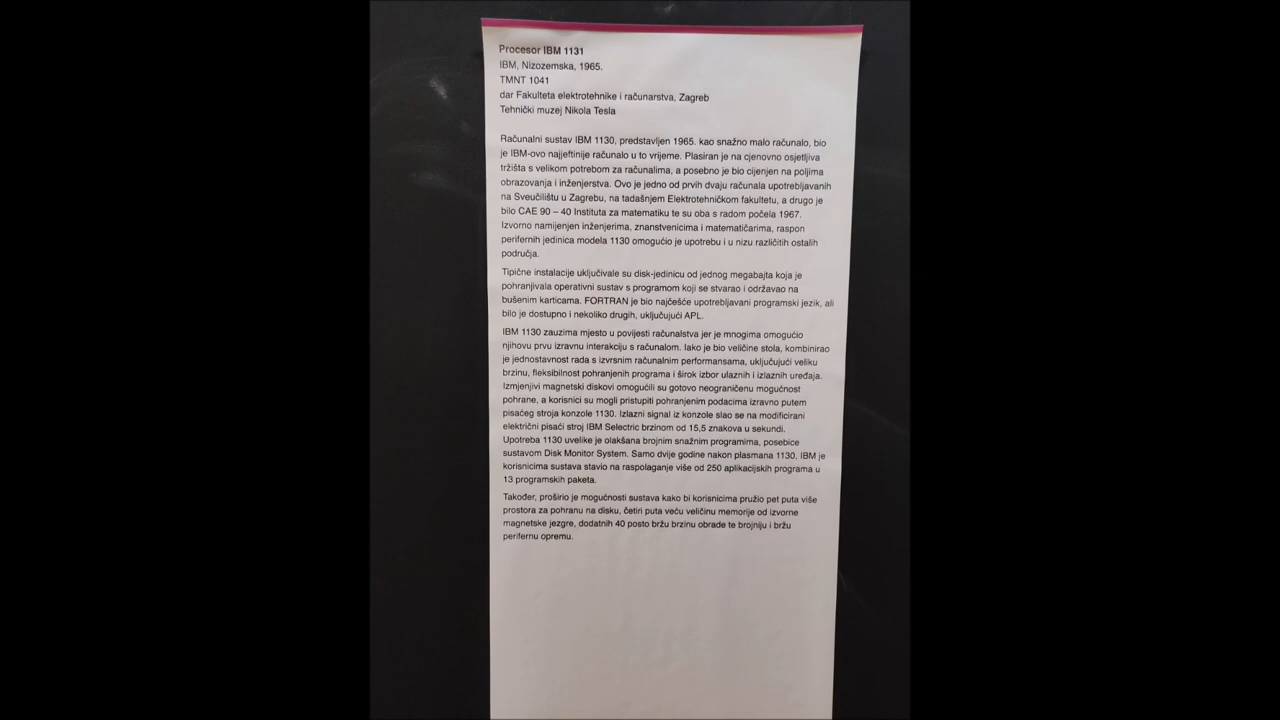 Procesor IBM 1131
IBM, Nizozemska, 1965.
TMNT 1041
dar Fakulteta elektrotehnike i računarstva, Zagreb
Tehnički muzej Nikola Tesla
Računalni sustav IBM 1130, predstavljen 1965. kao snažno malo računalo, bio
je IBM-ovo najjeftinije računalo u to vrijeme. Plasiran je na cjenovno osjetljiva
tržišta s velikom potrebom za računalima, a posebno je bio cijenjen na poljima
obrazovanja i inženjerstva. Ovo je jedno od prvih dvaju računala upotrebljavanih
na Sveučilištu u Zagrebu, na tadašnjem Elektrotehničkom fakultetu, a drugo je
bilo CAE 90 – 40 Instituta za matematiku te su oba s radom počela 1967.
Izvorno namijenjen inženjerima, znanstvenicima i matematičarima, raspon
perifernih jedinica modela 1130 omogućio je upotrebu i u nizu različitih ostalih
područja.
Tipične instalacije uključivale su disk-jedinicu od jednog megabajta koja je
pohranjivala operativni sustav s programom koji se stvarao i održavao na
bušenim karticama. FORTRAN je bio najčešće upotrebljavani programski jezik, ali
bilo je dostupno i nekoliko drugih, uključujući APL.
IBM 1130 zauzima mjesto u povijesti računalstva jer je mnogima omogućio
njihovu prvu izravnu interakciju s računalom. Iako je bio veličine stola, kombinirao
je jednostavnost rada s izvrsnim računalnim performansama, uključujući veliku
brzinu, fleksibilnost pohranjenih programa i širok izbor ulaznih i izlaznih uređaja.
Izmjenjivi magnetski diskovi omogućili su gotovo neograničenu mogućnost
pohrane, a korisnici su mogli pristupiti pohranjenim podacima izravno putem
pisaćeg stroja konzole 1130. Izlazni signal iz konzole slao se na modificirani
električni pisaći stroj IBM Selectric brzinom od 15,5 znakova u sekundi.
Upotreba 1130 uvelike je olakšana brojnim snažnim programima, posebice
sustavom Disk Monitor System. Samo dvije godine nakon plasmana 1130, IBM je
korisnicima sustava stavio na raspolaganje više od 250 aplikacijskih programa u
13 programskih paketa.
Također, proširio je mogućnosti sustava kako bi korisnicima pružio pet puta više
prostora za pohranu na disku, četiri puta veću veličinu memorije od izvorne
magnetske jezgre, dodatnih 40 posto bržu brzinu obrade te brojniju i bržu
perifernu opremu.